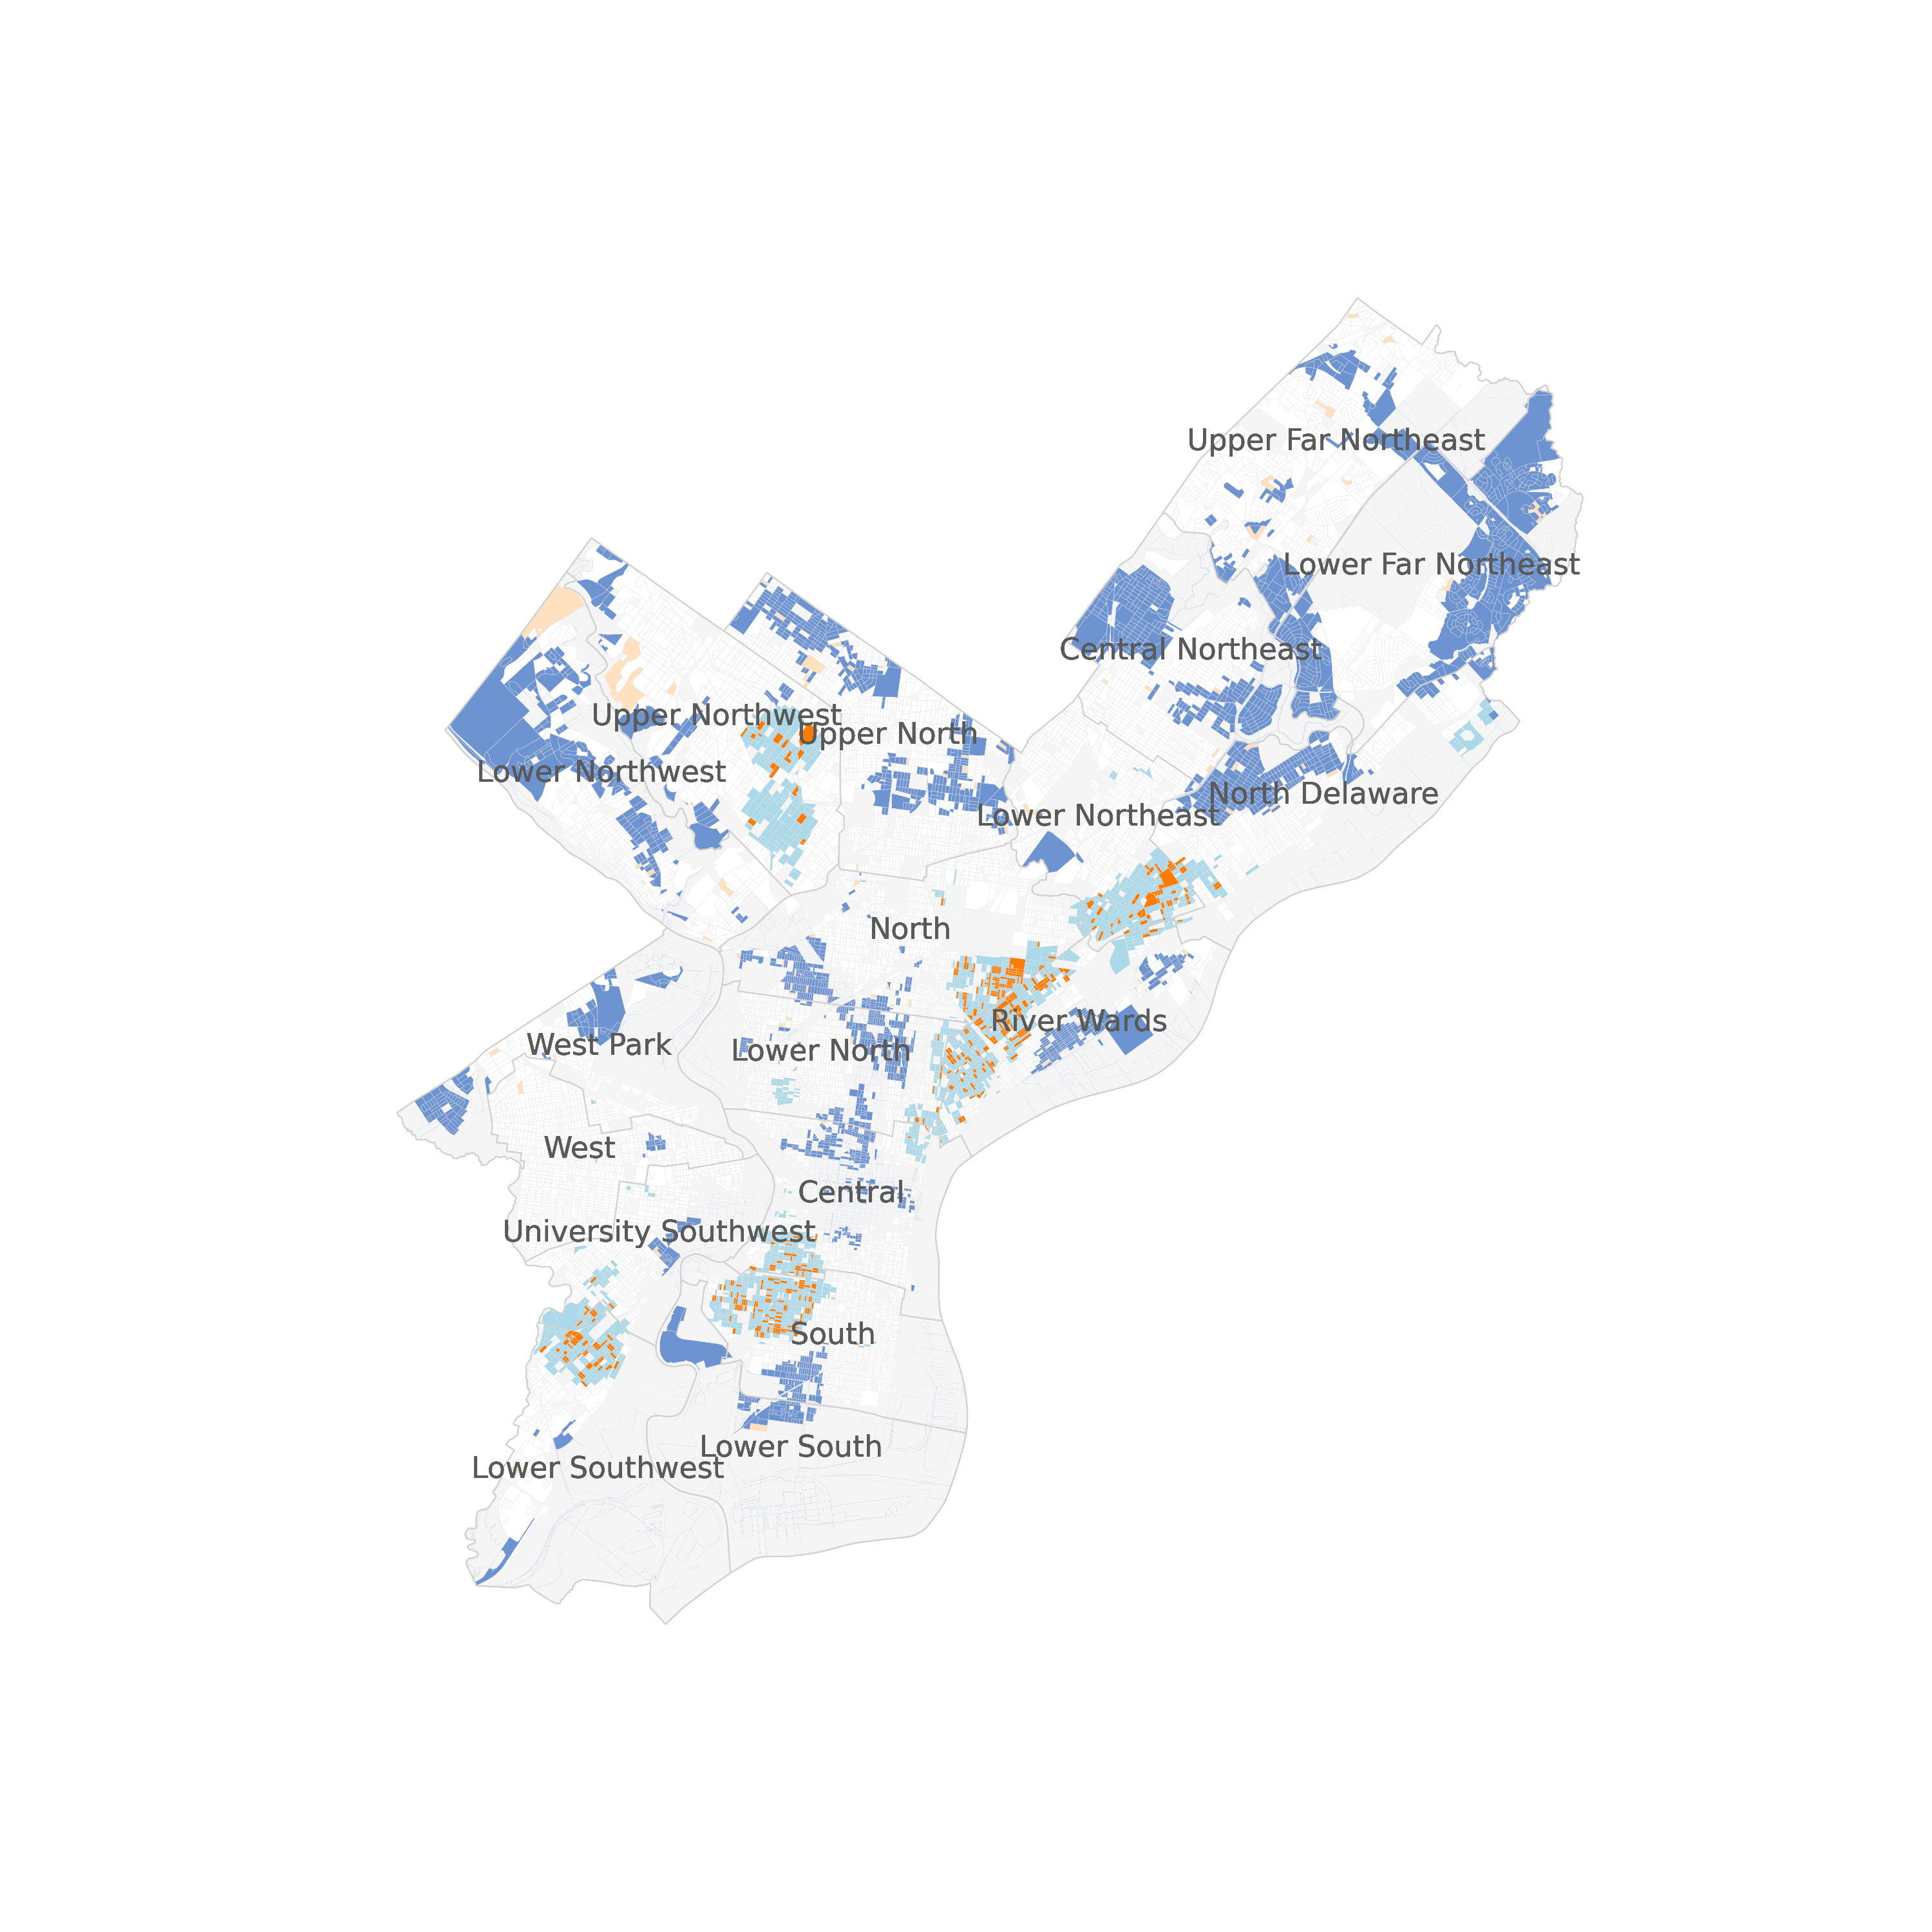 Upper Far Northeast
Lower Far Northeast
Central Northeast
Upper Northwest
Upper North
Lower Northwest
North Delaware
Lower Northeast
North
River Wards
West Park
Lower North
West
Central
University Southwest
South
Lower South
Lower Southwest